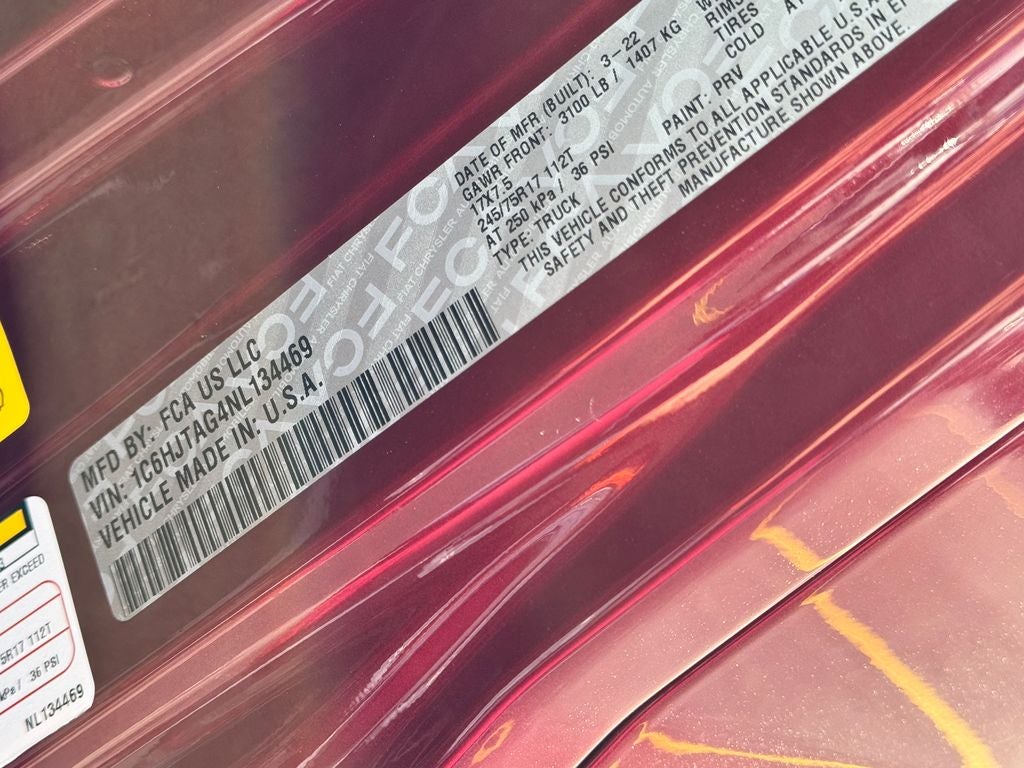 MFD BY: FCA US LLC
VIN: 1C6HJTAG4NL134469
VEHICLE MADE IN U.S.A.
DATE OF MFR (BUILT): 3-22
GAWR FRONT: 3100 LB / 1407 KG
17X7.5
RIMS
245/75R17 112T
TIRES
AT 250 kPa / 36 PSI
COLD
TYPE: TRUCK
PAINT: PRV
THIS VEHICLE CONFORMS TO ALL APPLICABLE U.S.A.
SAFETY AND THEFT PREVENTION STANDARDS IN EF
MANUFACTURE SHOWN ABOVE.
ER EXCEED
5R17 112T
kPa / 36 PSI
NL134469